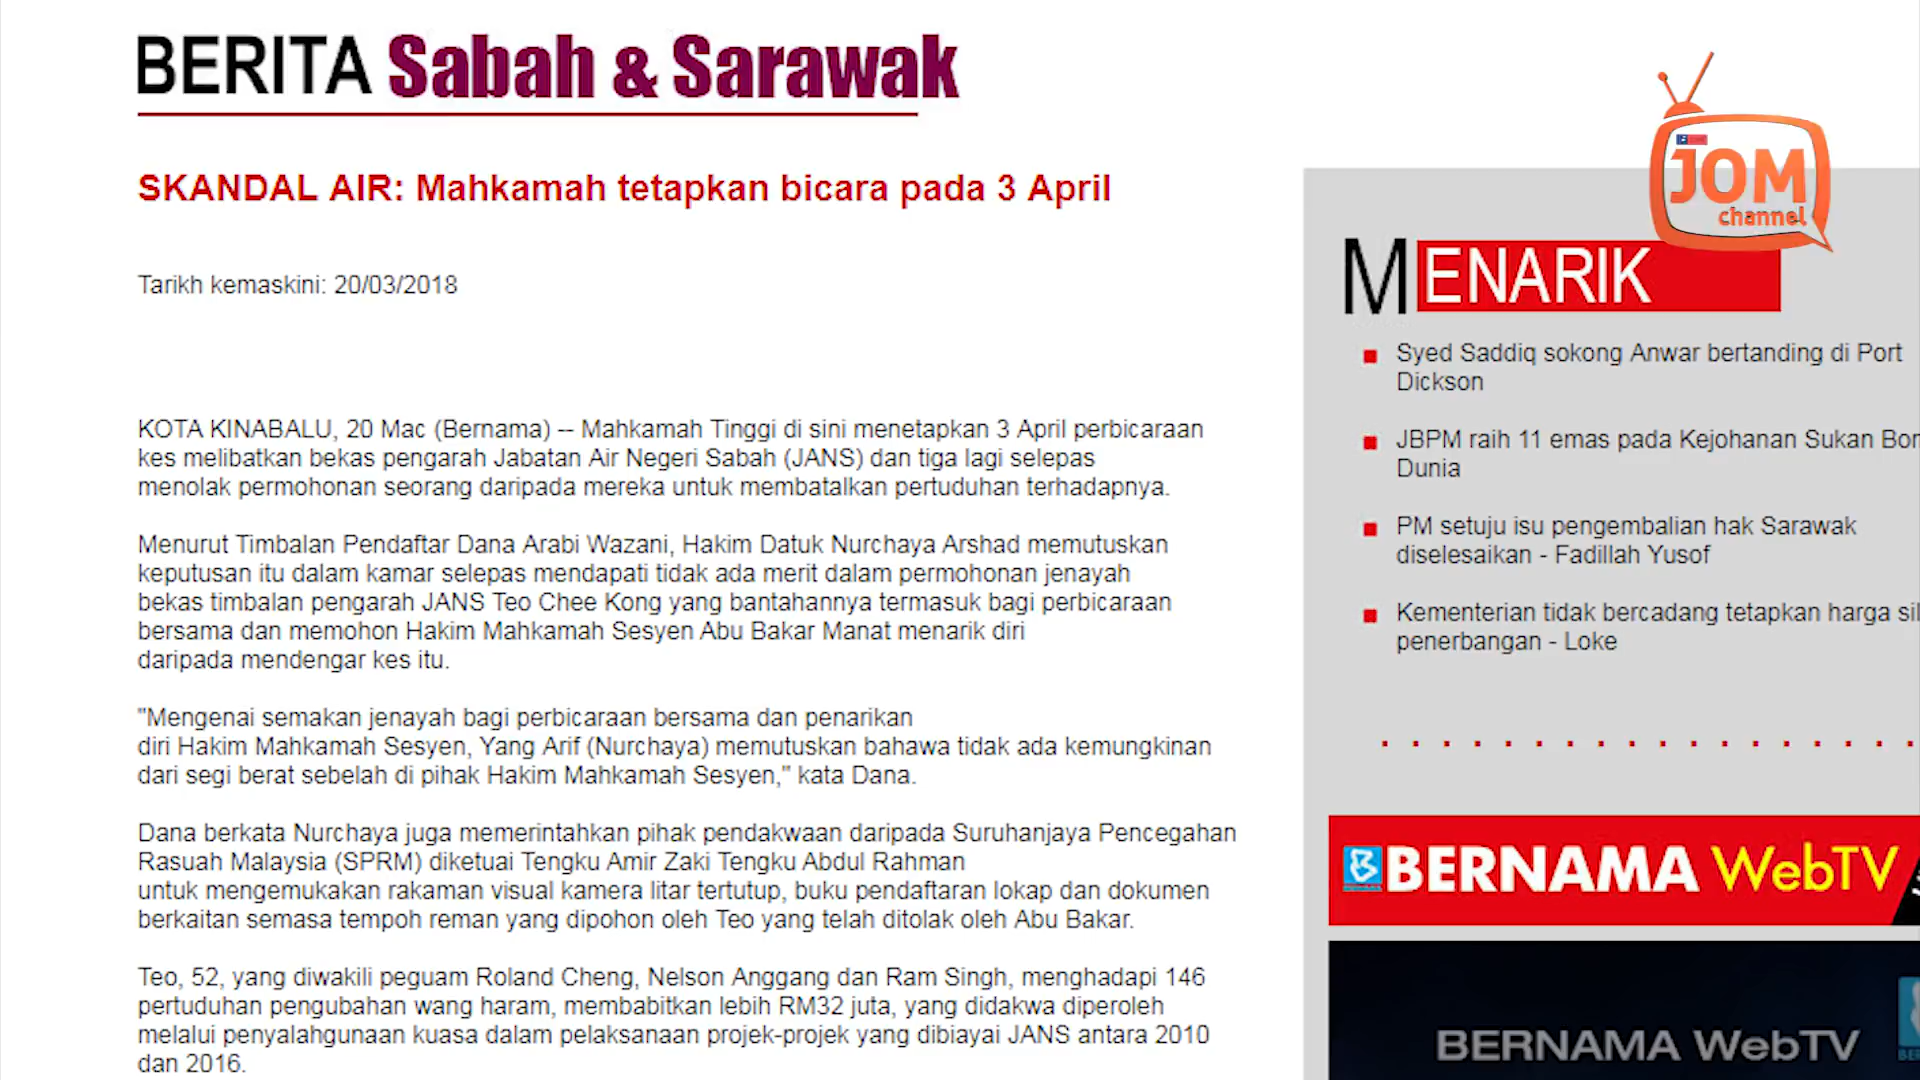 BERITA Sabah & Sarawak
SKANDAL AIR: Mahkamah tetapkan bicara pada 3 April
Tarikh kemaskini: 20/03/2018
KOTA KINABALU, 20 Mac (Bernama) -- Mahkamah Tinggi di sini menetapkan 3 April perbicaraan
kes melibatkan bekas pengarah Jabatan Air Negeri Sabah (JANS) dan tiga lagi selepas
menolak permohonan seorang daripada mereka untuk membatalkan pertuduhan terhadapnya.
Menurut Timbalan Pendaftar Dana Arabi Wazani, Hakim Datuk Nurchaya Arshad memutuskan
keputusan itu dalam kamar selepas mendapati tidak ada merit dalam permohonan jenayah
bekas timbalan pengarah JANS Teo Chee Kong yang bantahannya termasuk bagi perbicaraan
bersama dan memohon Hakim Mahkamah Sesyen Abu Bakar Manat menarik diri
daripada mendengar kes itu.
"Mengenai semakan jenayah bagi perbicaraan bersama dan penarikan
diri Hakim Mahkamah Sesyen, Yang Arif (Nurchaya) memutuskan bahawa tidak ada kemungkinan
dari segi berat sebelah di pihak Hakim Mahkamah Sesyen," kata Dana.
Dana berkata Nurchaya juga memerintahkan pihak pendakwaan daripada Suruhanjaya Pencegahan
Rasuah Malaysia (SPRM) diketuai Tengku Amir Zaki Tengku Abdul Rahman
untuk mengemukakan rakaman visual kamera litar tertutup, buku pendaftaran lokap dan dokumen
berkaitan semasa tempoh reman yang dipohon oleh Teo yang telah ditolak oleh Abu Bakar.
Teo, 52, yang diwakili peguam Roland Cheng, Nelson Anggang dan Ram Singh, menghadapi 146
pertuduhan pengubahan wang haram, membabitkan lebih RM32 juta, yang didakwa diperoleh
melalui penyalahgunaan kuasa dalam pelaksanaan projek-projek yang dibiayai JANS antara 2010
dan 2016.
JOM
channel
MENARIK
Syed Saddiq sokong Anwar bertanding di Port
Dickson
JBPM raih 11 emas pada Kejohanan Sukan Bom
Dunia
PM setuju isu pengembalian hak Sarawak
diselesaikan - Fadillah Yusof
Kementerian tidak bercadang tetapkan harga sil
penerbangan - Loke
BERNAMA WebTV
BERNAMA WebTV